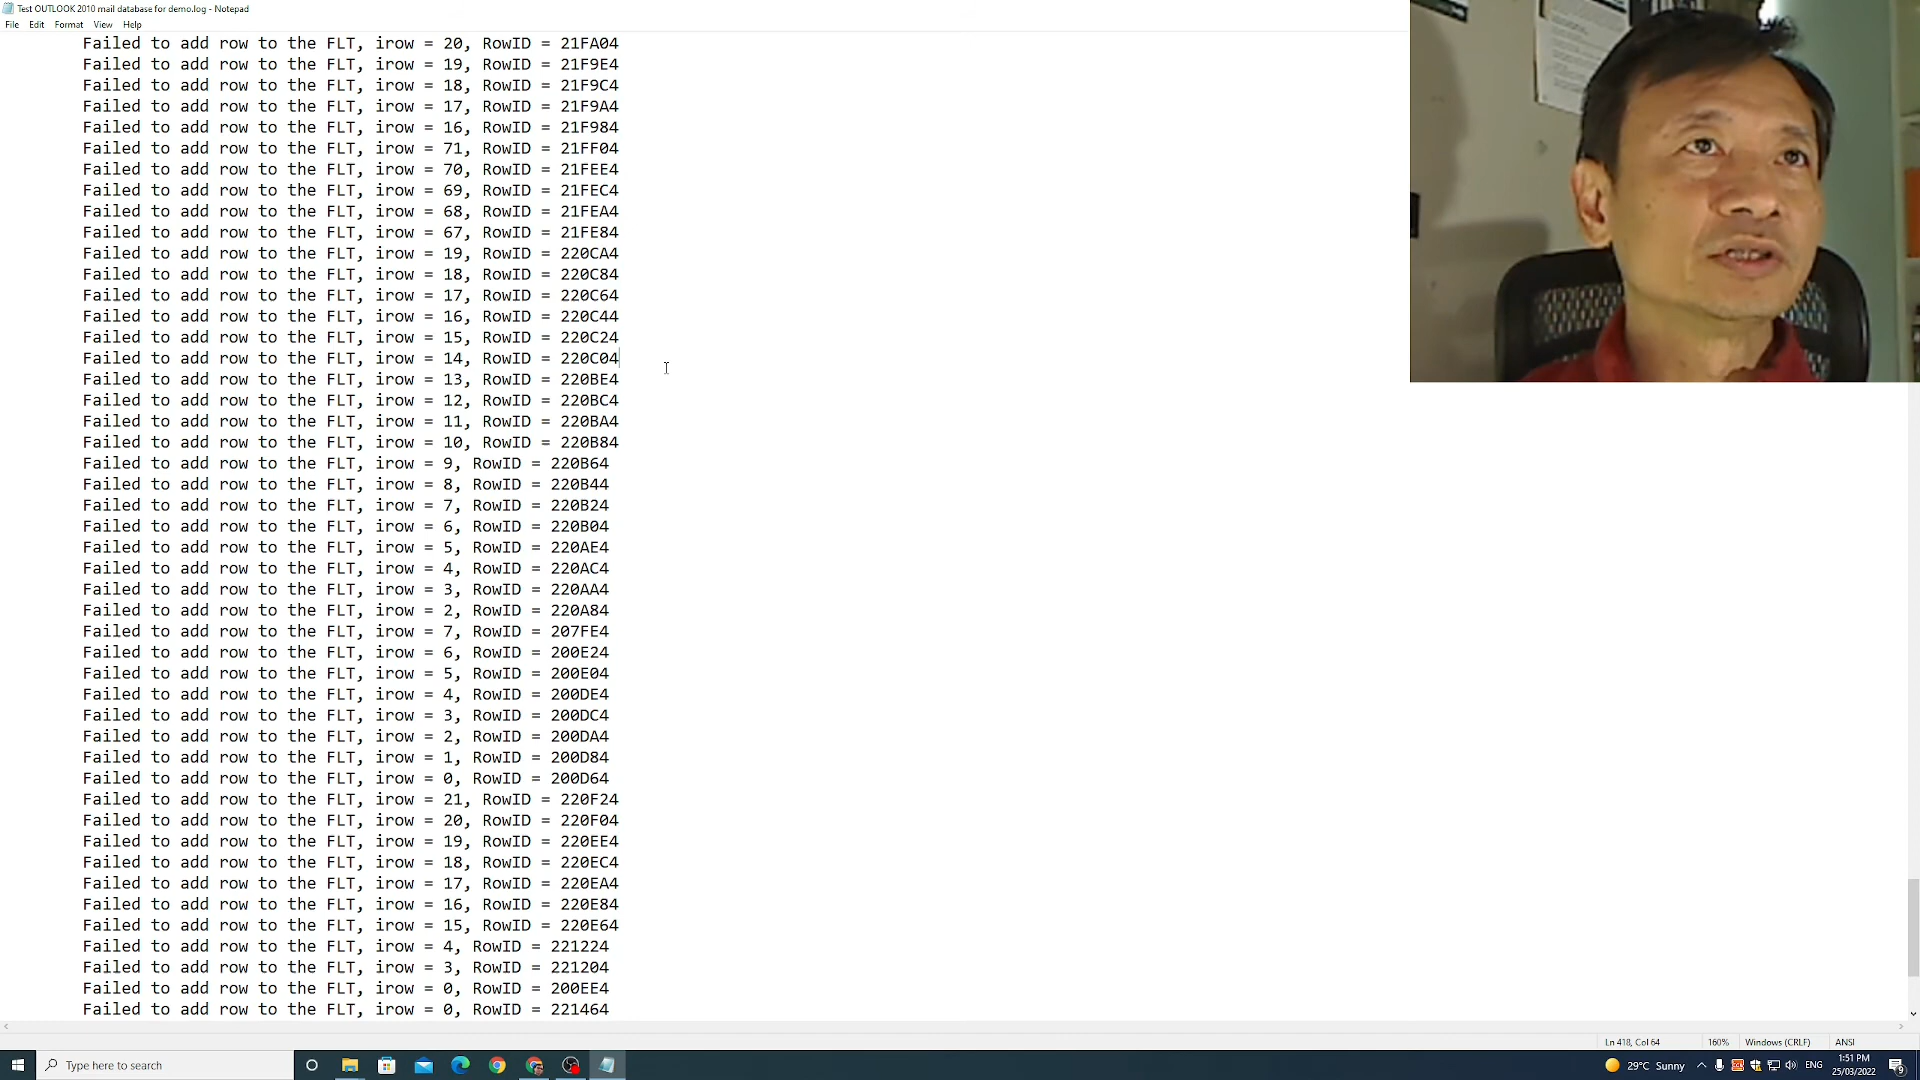 Test OUTLOOK 2010 mail database for demo.log - Notepad
File Edit Format View Help
Failed to add row to the FLT, irow = 20, RowID = 21FA04
Failed to add row to the FLT, irow = 19, RowID = 21F9E4
Failed to add row to the FLT, irow = 18, RowID = 21F9C4
Failed to add row to the FLT, irow = 17, RowID = 21F9A4
Failed to add row to the FLT, irow = 16, RowID = 21F984
Failed to add row to the FLT, irow = 71, RowID = 21FF04
Failed to add row to the FLT, irow = 70, RowID = 21FEE4
Failed to add row to the FLT, irow = 69, RowID = 21FEC4
Failed to add row to the FLT, irow = 68, RowID = 21FEA4
Failed to add row to the FLT, irow = 67, RowID = 21FE84
Failed to add row to the FLT, irow = 19, RowID = 220CA4
Failed to add row to the FLT, irow = 18, RowID = 220C84
Failed to add row to the FLT, irow = 17, RowID = 220C64
Failed to add row to the FLT, irow = 16, RowID = 220C44
Failed to add row to the FLT, irow = 15, RowID = 220C24
Failed to add row to the FLT, irow = 14, RowID = 220C04
Failed to add row to the FLT, irow = 13, RowID = 220BE4
Failed to add row to the FLT, irow = 12, RowID = 220BC4
Failed to add row to the FLT, irow = 11, RowID = 220BA4
Failed to add row to the FLT, irow = 10, RowID = 220B84
Failed to add row to the FLT, irow = 9, RowID = 220B64
Failed to add row to the FLT, irow = 8, RowID = 220B44
Failed to add row to the FLT, irow = 7, RowID = 220B24
Failed to add row to the FLT, irow = 6, RowID = 220B04
Failed to add row to the FLT, irow = 5, RowID = 220AE4
Failed to add row to the FLT, irow = 4, RowID = 220AC4
Failed to add row to the FLT, irow = 3, RowID = 220AA4
Failed to add row to the FLT, irow = 2, RowID = 220A84
Failed to add row to the FLT, irow = 7, RowID = 207FE4
Failed to add row to the FLT, irow = 6, RowID = 200E24
Failed to add row to the FLT, irow = 5, RowID = 200E04
Failed to add row to the FLT, irow = 4, RowID = 200DE4
Failed to add row to the FLT, irow = 3, RowID = 200DC4
Failed to add row to the FLT, irow = 2, RowID = 200DA4
Failed to add row to the FLT, irow = 1, RowID = 200D84
Failed to add row to the FLT, irow = 0, RowID = 200D64
Failed to add row to the FLT, irow = 21, RowID = 220F24
Failed to add row to the FLT, irow = 20, RowID = 220F04
Failed to add row to the FLT, irow = 19, RowID = 220EE4
Failed to add row to the FLT, irow = 18, RowID = 220EC4
Failed to add row to the FLT, irow = 17, RowID = 220EA4
Failed to add row to the FLT, irow = 16, RowID = 220E84
Failed to add row to the FLT, irow = 15, RowID = 220E64
Failed to add row to the FLT, irow = 4, RowID = 221224
Failed to add row to the FLT, irow = 3, RowID = 221204
Failed to add row to the FLT, irow = 0, RowID = 200EE4
Failed to add row to the FLT, irow = 0, RowID = 221464
Ln 418, Col 64 160% Windows (CRLF) ANSI
Type here to search
29°C Sunny
ENG
1:51 PM
25/03/2022